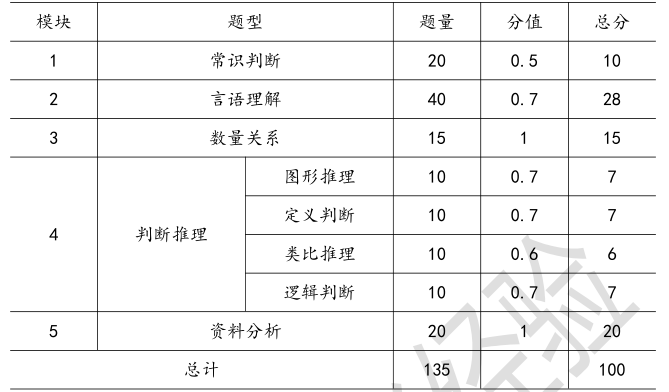 模块 题型 题量 分值 总分
1 常识判断 20 0.5 10
2 言语理解 40 0.7 28
3 数量关系 15 1 15
4 判断推理 图形推理 10 0.7 7
定义判断 10 0.7 7
类比推理 10 0.6 6
逻辑判断 10 0.7 7
5 资料分析 20 1 20
总计 135 100
经验